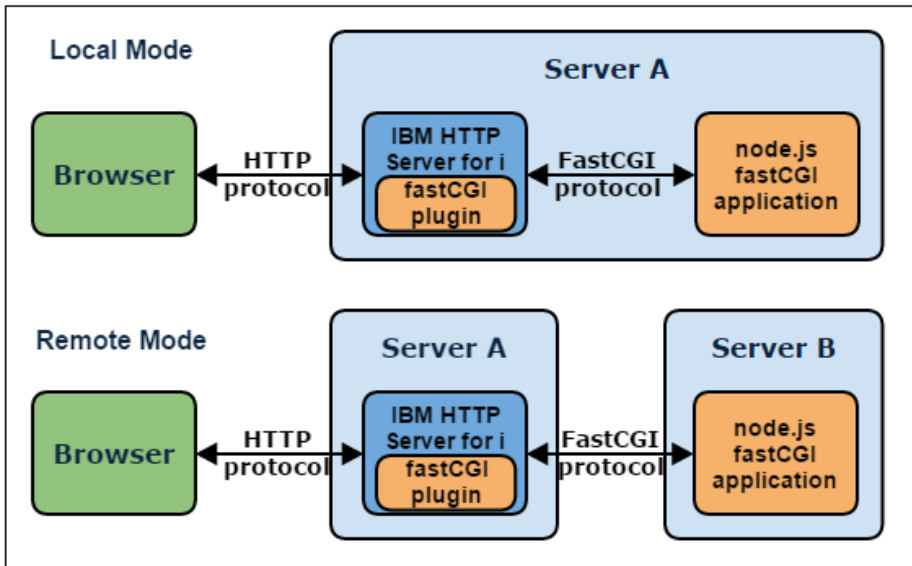 Local Mode
Server A
Browser
HTTP
protocol
IBM HTTP
Server for i
fastCGI
plugin
FastCGI
protocol
node.js
fastCGI
application
Remote Mode
Server A
Server B
Browser
HTTP
protocol
IBM HTTP
Server for i
fastCGI
plugin
FastCGI
protocol
node.js
fastCGI
application